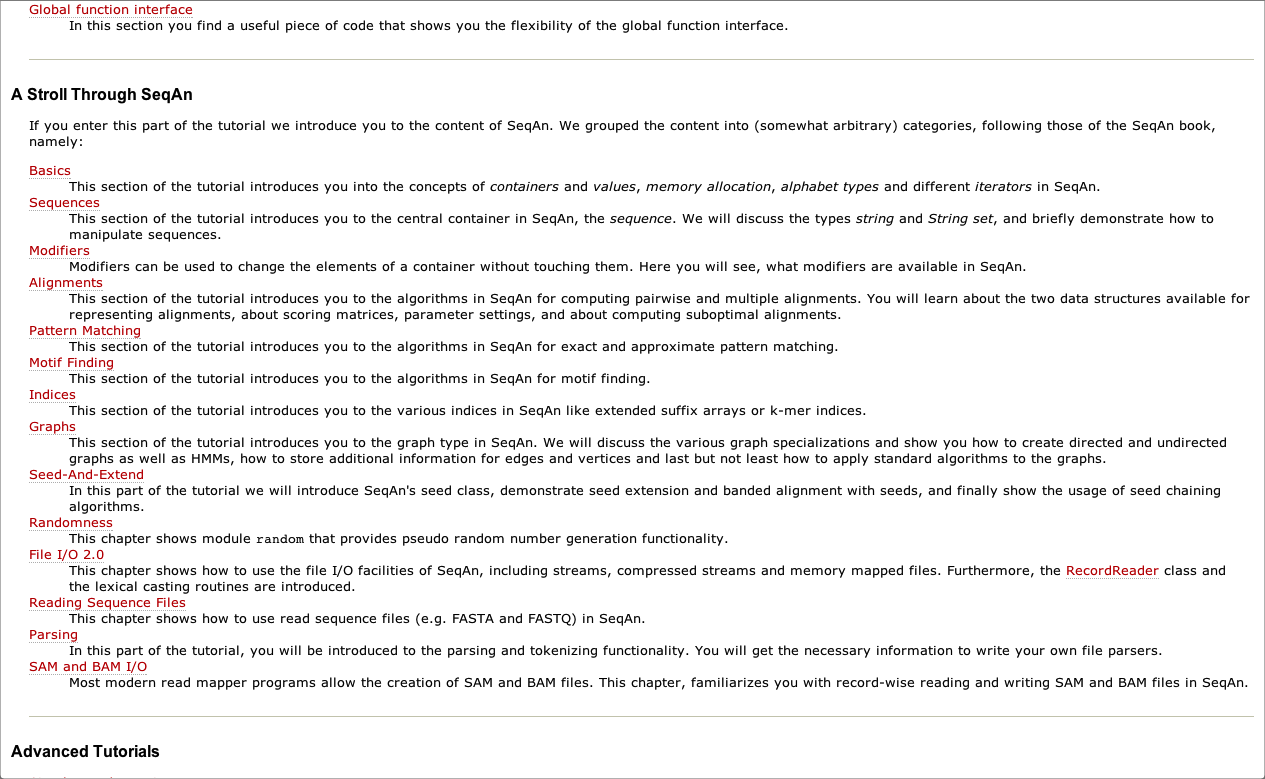 Global function interface
In this section you find a useful piece of code that shows you the flexibility of the global function interface.
A Stroll Through SeqAn
If you enter this part of the tutorial we introduce you to the content of SeqAn. We grouped the content into (somewhat arbitrary) categories, following those of the SeqAn book,
namely:
Basics
This section of the tutorial introduces you into the concepts of containers and values, memory allocation, alphabet types and different iterators in SeqAn.
Sequences
This section of the tutorial introduces you to the central container in SeqAn, the sequence. We will discuss the types string and String set, and briefly demonstrate how to
manipulate sequences.
Modifiers
Modifiers can be used to change the elements of a container without touching them. Here you will see, what modifiers are available in SeqAn.
Alignments
This section of the tutorial introduces you to the algorithms in SeqAn for computing pairwise and multiple alignments. You will learn about the two data structures available for
representing alignments, about scoring matrices, parameter settings, and about computing suboptimal alignments.
Pattern Matching
This section of the tutorial introduces you to the algorithms in SeqAn for exact and approximate pattern matching.
Motif Finding
This section of the tutorial introduces you to the algorithms in SeqAn for motif finding.
Indices
This section of the tutorial introduces you to the various indices in SeqAn like extended suffix arrays or k-mer indices.
Graphs
This section of the tutorial introduces you to the graph type in SeqAn. We will discuss the various graph specializations and show you how to create directed and undirected
graphs as well as HMMs, how to store additional information for edges and vertices and last but not least how to apply standard algorithms to the graphs.
Seed-And-Extend
In this part of the tutorial we will introduce SeqAn's seed class, demonstrate seed extension and banded alignment with seeds, and finally show the usage of seed chaining
algorithms.
Randomness
This chapter shows module random that provides pseudo random number generation functionality.
File I/O 2.0
This chapter shows how to use the file I/O facilities of SeqAn, including streams, compressed streams and memory mapped files. Furthermore, the RecordReader class and
the lexical casting routines are introduced.
Reading Sequence Files
This chapter shows how to use read sequence files (e.g. FASTA and FASTQ) in SeqAn.
Parsing
In this part of the tutorial, you will be introduced to the parsing and tokenizing functionality. You will get the necessary information to write your own file parsers.
SAM and BAM I/O
Most modern read mapper programs allow the creation of SAM and BAM files. This chapter, familiarizes you with record-wise reading and writing SAM and BAM files in SeqAn.
Advanced Tutorials